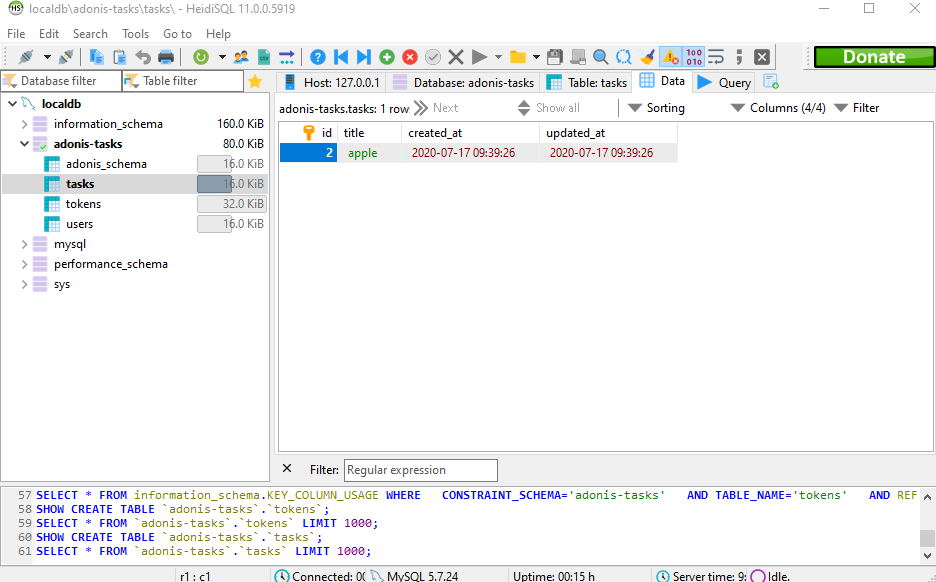 localdb\adonis-tasks\tasks\ - HeidiSQL 11.0.0.5919
File Edit Search Tools Go to Help
Donate
Database filter Table filter
Host: 127.0.0.1 Database: adonis-tasks Table: tasks Data Query
localdb
information_schema 160.0 KiB
adonis-tasks 80.0 KiB
adonis_schema 16.0 KiB
tasks 16.0 KiB
tokens 32.0 KiB
users 16.0 KiB
mysql
performance_schema
sys
adonis-tasks.tasks: 1 row Next Show all Sorting Columns (4/4) Filter
id title created_at updated_at
2 apple 2020-07-17 09:39:26 2020-07-17 09:39:26
Filter: Regular expression
57 SELECT * FROM information_schema.KEY_COLUMN_USAGE WHERE CONSTRAINT_SCHEMA='adonis-tasks' AND TABLE_NAME='tokens' AND REF
58 SHOW CREATE TABLE `adonis-tasks`.`tokens`;
59 SELECT * FROM `adonis-tasks`.`tokens` LIMIT 1000;
60 SHOW CREATE TABLE `adonis-tasks`.`tasks`;
61 SELECT * FROM `adonis-tasks`.`tasks` LIMIT 1000;
r1 : c1 Connected: 00 MySQL 5.7.24 Uptime: 00:15 h Server time: 9: Idle.